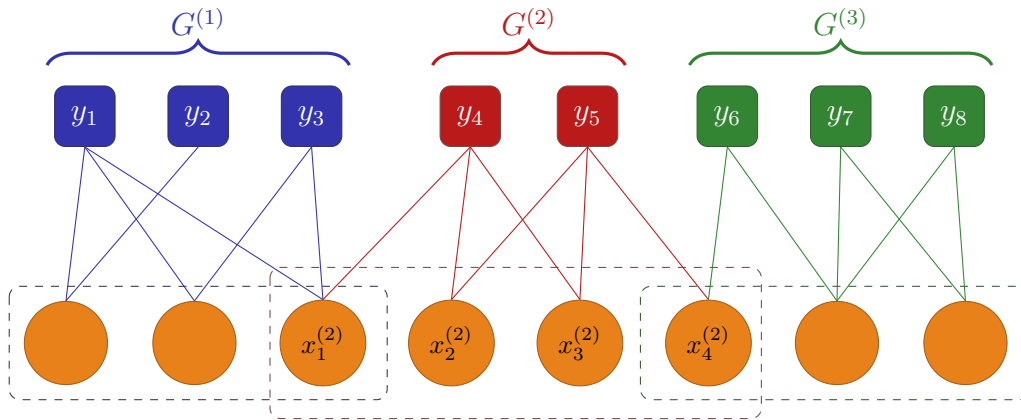 G^{(1)} G^{(2)} G^{(3)}
y_1 y_2 y_3 y_4 y_5 y_6 y_7 y_8
x_1^{(2)} x_2^{(2)} x_3^{(2)} x_4^{(2)}